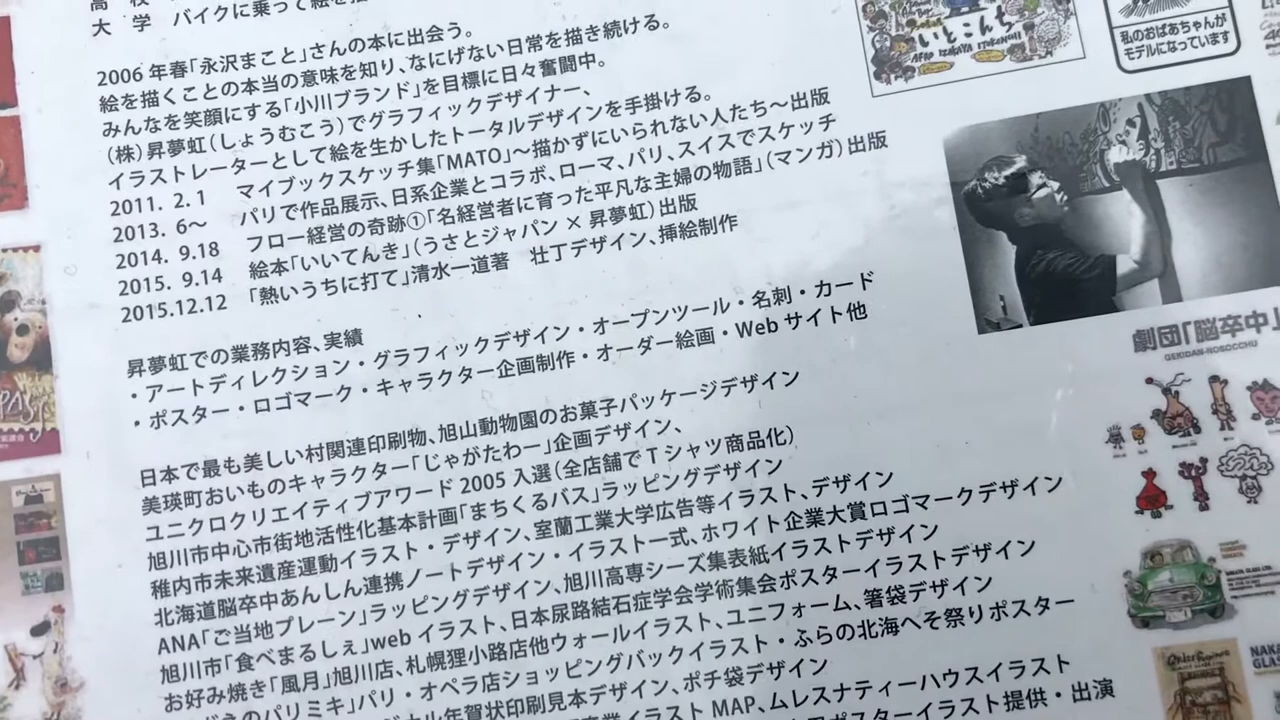 大 学 バイクに乗って絵を描
2006 年春「永沢まこと」さんの本に出会う。
絵を描くことの本当の意味を知り、なにげない日常を描き続ける。
みんなを笑顔にする「小川ブランド」を目標に日々奮闘中。
(株)昇夢虹(しょうむこう)でグラフィックデザイナー、
イラストレーターとして絵を生かしたトータルデザインを手掛ける。
2011. 2. 1 マイブックスケッチ集「MATO」〜描かずにいられない人たち〜出版
2013. 6〜 パリで作品展示、日系企業とコラボ、ローマ、パリ、スイスでスケッチ
2014. 9.18 フロー経営の奇跡①「名経営者に育った平凡な主婦の物語」(マンガ)出版
2015. 9.14 絵本「いいてんき」(うさとジャパン × 昇夢虹)出版
2015.12.12 「熱いうちに打て」清水一道著 壮丁デザイン、挿絵制作
昇夢虹での業務内容、実績
・アートディレクション・グラフィックデザイン・オープンツール・名刺・カード
・ポスター・ロゴマーク・キャラクター企画制作・オーダー絵画・Web サイト他
日本で最も美しい村関連印刷物、旭山動物園のお菓子パッケージデザイン
美瑛町おいものキャラクター「じゃがたわー」企画デザイン、
ユニクロクリエイティブアワード 2005 入選(全店舗で T シャツ商品化)
旭川市中心市街地活性化基本計画「まちくるバス」ラッピングデザイン
稚内市未来遺産運動イラスト・デザイン、室蘭工業大学広告等イラスト、デザイン
北海道脳卒中あんしん連携ノートデザイン・イラスト一式、ホワイト企業大賞ロゴマークデザイン
ANA「ご当地プレーン」ラッピングデザイン、旭川高専シーズ集表紙イラストデザイン
旭川市「食べまるしぇ」web イラスト、日本尿路結石症学会学術集会ポスターイラストデザイン
お好み焼き「風月」旭川店、札幌狸小路店他ウォールイラスト、ユニフォーム、箸袋デザイン
のパリミキ」パリ・オペラ店ショッピングバックイラスト・ふらの北海へそ祭りポスター
年賀状印刷見本デザイン、ポチ袋デザイン
イラスト MAP、ムレスナティーハウスイラスト
ポスターイラスト提供・出演
いとこんち
AFRO IZAKAYA ITOKONCHI
私のおばあちゃんが
モデルになっています
劇団「脳卒中」
GEKIDAN-NOSOCCHU